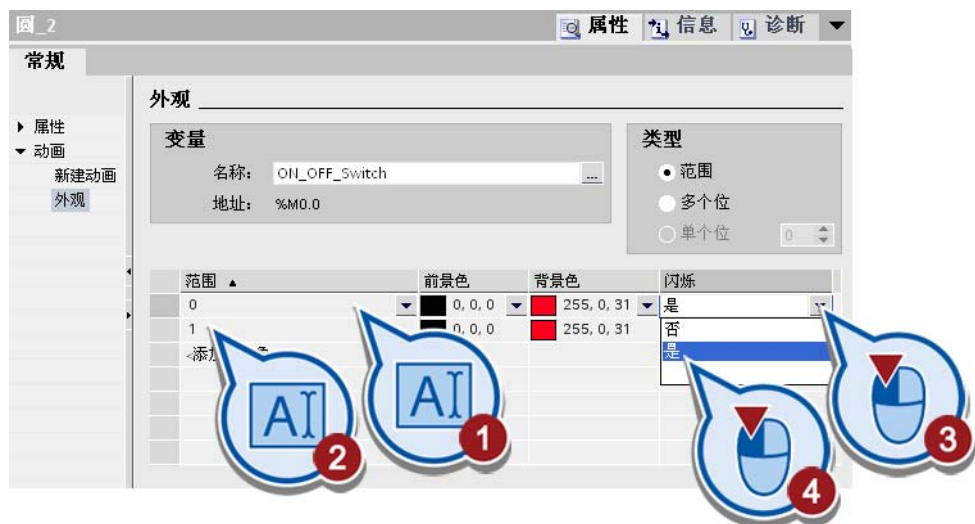 圆_2
属性 信息 诊断
常规
属性
动画
新建动画
外观
外观
变量
名称: ON_OFF_Switch ...
地址: %M0.0
类型
范围
多个位
单个位 0
范围 前景色 背景色 闪烁
0 0, 0, 0 255, 0, 31 是
1 0, 0, 0 255, 0, 31 否
是
<添
A
2
A
1
3
4